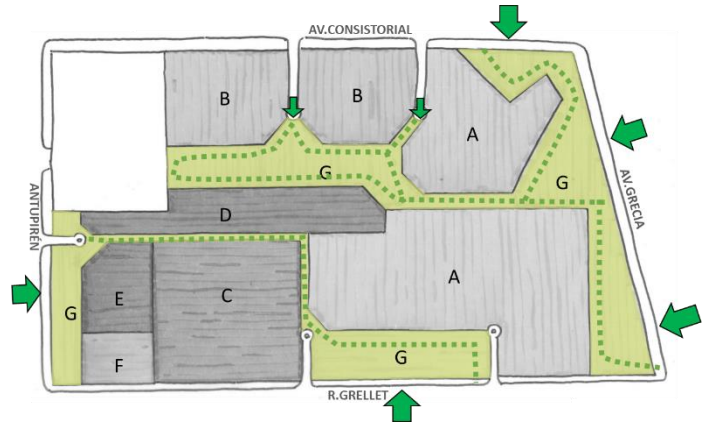 AV.CONSISTORIAL
B
B
A
G
G
AV.GRECIA
D
ANTUPIRÉN
A
E
C
G
F
G
R.GRELLET